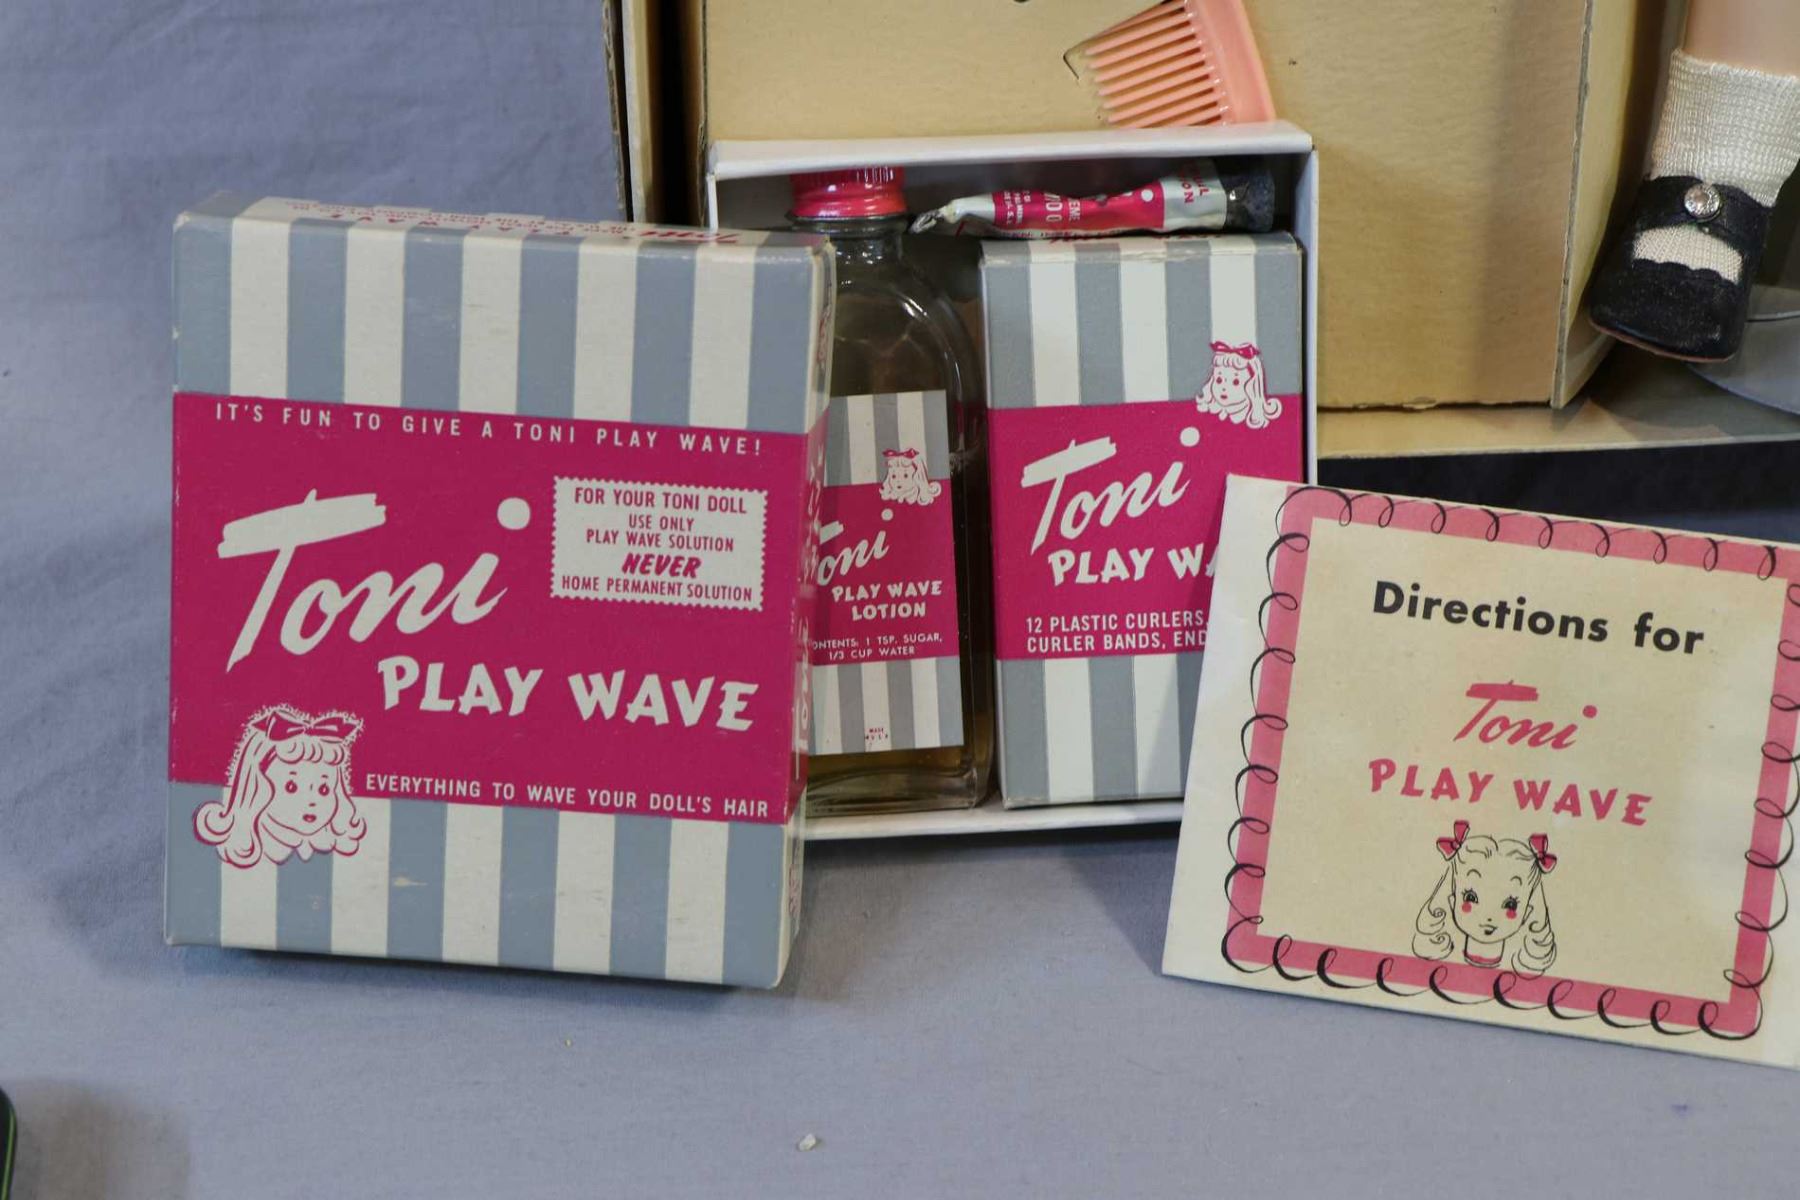 IT'S FUN TO GIVE A TONI PLAY WAVE!
Toni
PLAY WAVE
FOR YOUR TONI DOLL
USE ONLY
PLAY WAVE SOLUTION
NEVER
HOME PERMANENT SOLUTION
EVERYTHING TO WAVE YOUR DOLL'S HAIR
Toni
PLAY WAVE
LOTION
1 TSP. SUGAR,
1/3 CUP WATER
Toni
PLAY
12 PLASTIC CURLERS,
CURLER BANDS, END
Directions for
Toni
PLAY WAVE